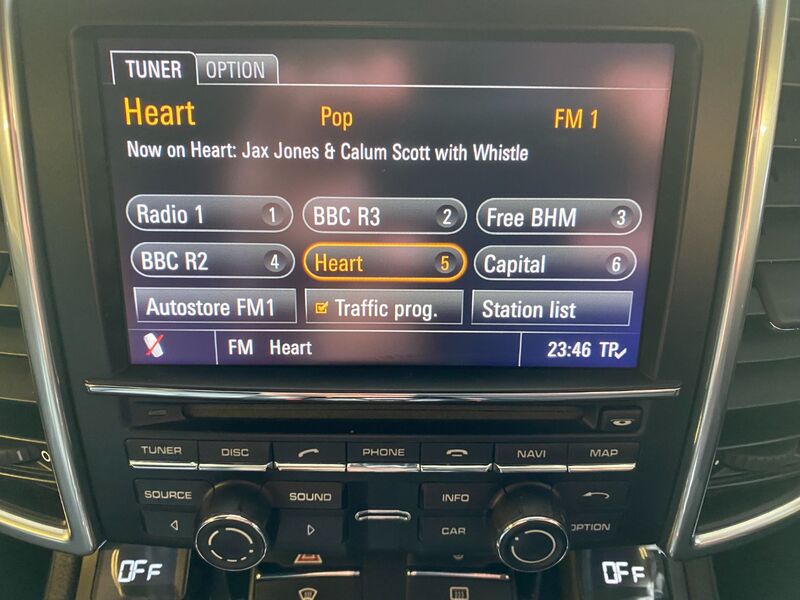 TUNER OPTION
Heart Pop FM 1
Now on Heart: Jax Jones & Calum Scott with Whistle
Radio 1 1 BBC R3 2 Free BHM 3
BBC R2 4 Heart 5 Capital 6
Autostore FM1 Traffic prog. Station list
FM Heart 23:46 TP
TUNER DISC PHONE NAVI MAP
SOURCE SOUND INFO
CAR OPTION
OFF OFF